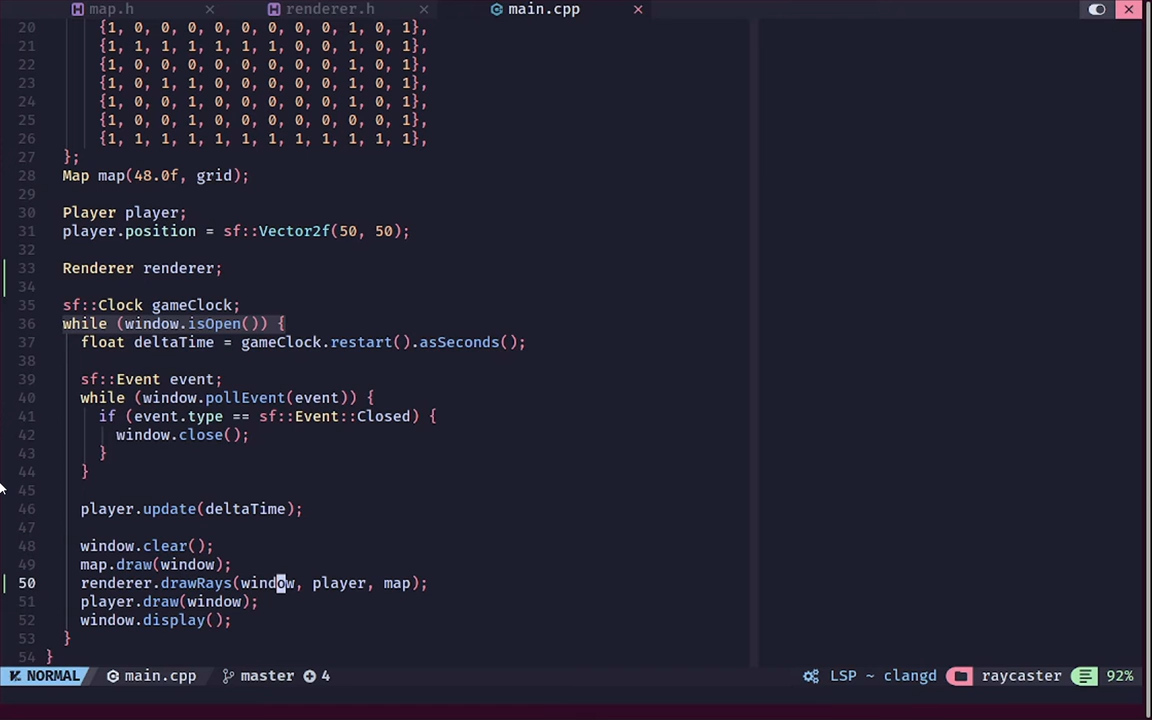 map.h × renderer.h × main.cpp ×
20 {1, 0, 0, 0, 0, 0, 0, 0, 0, 1, 0, 1},
21 {1, 1, 1, 1, 1, 1, 1, 0, 0, 1, 0, 1},
22 {1, 0, 0, 0, 0, 0, 0, 0, 0, 1, 0, 1},
23 {1, 0, 1, 1, 0, 0, 0, 0, 0, 1, 0, 1},
24 {1, 0, 0, 1, 0, 0, 0, 0, 0, 1, 0, 1},
25 {1, 0, 0, 1, 0, 0, 0, 0, 0, 0, 0, 1},
26 {1, 1, 1, 1, 1, 1, 1, 1, 1, 1, 1, 1},
27 };
28 Map map(48.0f, grid);
29
30 Player player;
31 player.position = sf::Vector2f(50, 50);
32
33 Renderer renderer;
34
35 sf::Clock gameClock;
36 while (window.isOpen()) {
37 float deltaTime = gameClock.restart().asSeconds();
38
39 sf::Event event;
40 while (window.pollEvent(event)) {
41 if (event.type == sf::Event::Closed) {
42 window.close();
43 }
44 }
45
46 player.update(deltaTime);
47
48 window.clear();
49 map.draw(window);
50 renderer.drawRays(window, player, map);
51 player.draw(window);
52 window.display();
53 }
54 }
NORMAL main.cpp master 4 LSP ~ clangd raycaster 92%